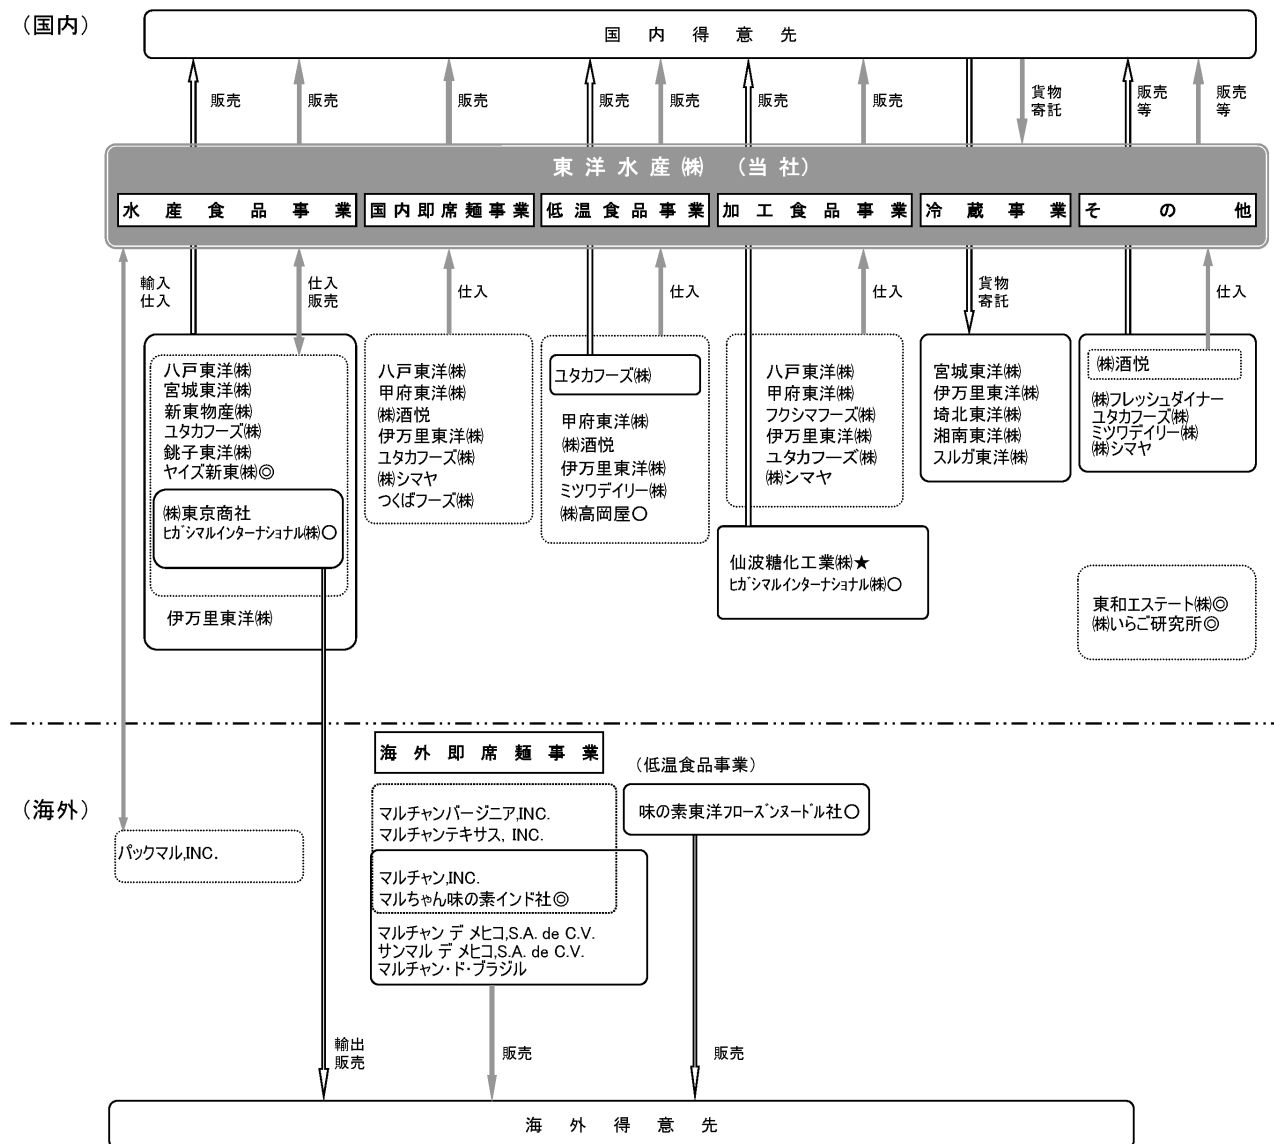 （国内）
国 内 得 意 先
販売
販売
販売
販売
販売
販売
販売
貨物
寄託
販売
等
販売
等
東 洋 水 産 ㈱ （当 社）
水 産 食 品 事 業
国 内 即 席 麺 事 業
低 温 食 品 事 業
加 工 食 品 事 業
冷 蔵 事 業
そ の 他
輸入
仕入
仕入
販売
仕入
仕入
仕入
貨物
寄託
仕入
八戸東洋㈱
宮城東洋㈱
新東物産㈱
ユタカフーズ㈱
銚子東洋㈱
ヤイズ新東㈱◎
㈱東京商社
ﾋｶﾞｼマルインターナショナル㈱○
伊万里東洋㈱
八戸東洋㈱
甲府東洋㈱
㈱酒悦
伊万里東洋㈱
ユタカフーズ㈱
㈱シマヤ
つくばフーズ㈱
ユタカフーズ㈱
甲府東洋㈱
㈱酒悦
伊万里東洋㈱
ミツワデイリー㈱
㈱高岡屋○
八戸東洋㈱
甲府東洋㈱
フクシマフーズ㈱
伊万里東洋㈱
ユタカフーズ㈱
㈱シマヤ
仙波糖化工業㈱★
ﾋｶﾞｼマルインターナショナル㈱○
宮城東洋㈱
伊万里東洋㈱
埼北東洋㈱
湘南東洋㈱
スルガ東洋㈱
㈱酒悦
㈱フレッシュダイナー
ユタカフーズ㈱
ミツワデイリー㈱
㈱シマヤ
東和エステート㈱◎
㈱いらご研究所◎
（海外）
海 外 即 席 麺 事 業
（低温食品事業）
パックマル,INC.
マルチャンバージニア,INC.
マルチャンテキサス, INC.
マルチャン,INC.
マルちゃん味の素インド社◎
マルチャン デ メヒコ,S.A. de C.V.
サンマル デ メヒコ,S.A. de C.V.
マルチャン・ド・ブラジル
味の素東洋フローズンヌードル社○
輸出
販売
販売
販売
海 外 得 意 先